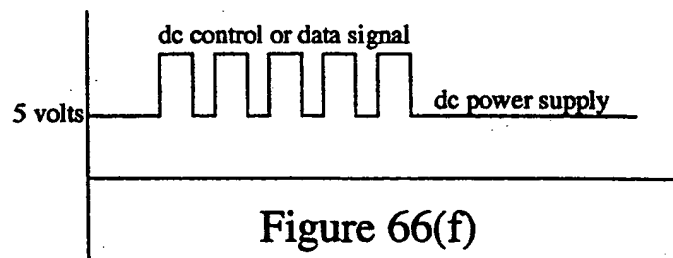 dc control or data signal
5 volts
dc power supply
Figure 66(f)